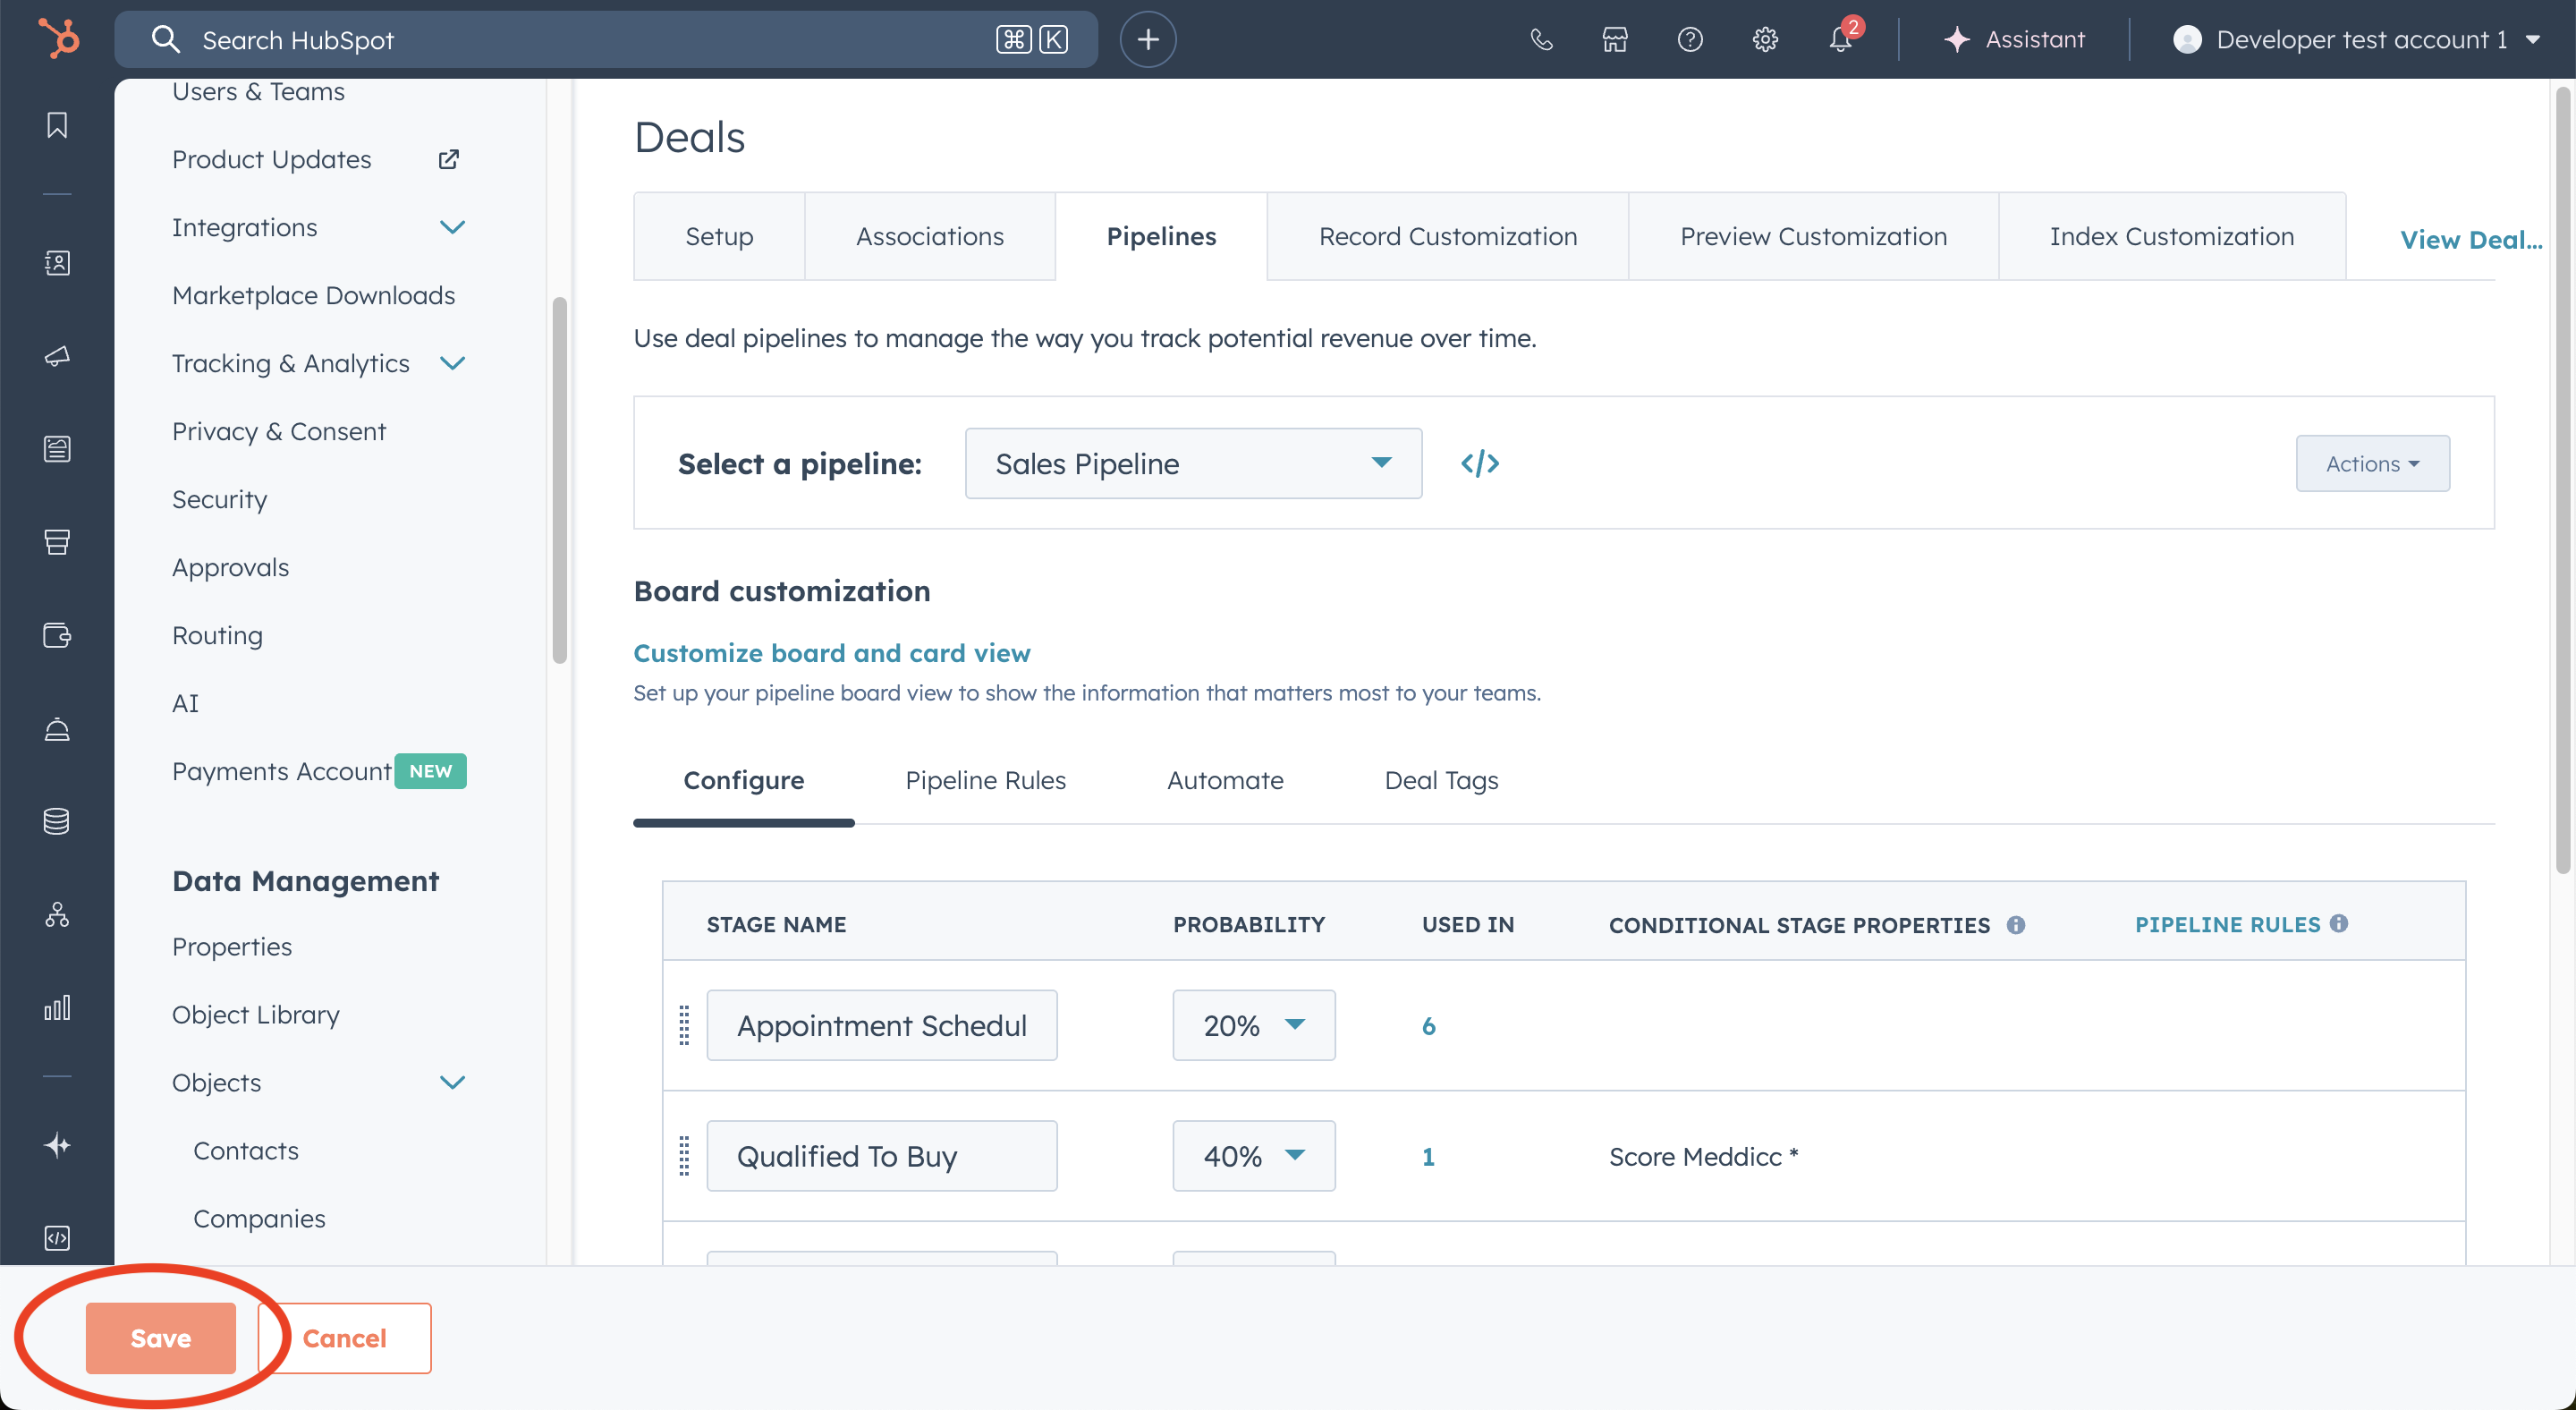 Search HubSpot
⌘ K
2
Assistant
Developer test account 1
Users & Teams
Product Updates
Integrations
Marketplace Downloads
Tracking & Analytics
Privacy & Consent
Security
Approvals
Routing
AI
Payments Account NEW
Data Management
Properties
Object Library
Objects
Contacts
Companies
Deals
Setup Associations Pipelines Record Customization Preview Customization Index Customization View Deal...
Use deal pipelines to manage the way you track potential revenue over time.
Select a pipeline: Sales Pipeline </> Actions
Board customization
Customize board and card view
Set up your pipeline board view to show the information that matters most to your teams.
Configure Pipeline Rules Automate Deal Tags
STAGE NAME PROBABILITY USED IN CONDITIONAL STAGE PROPERTIES PIPELINE RULES
Appointment Schedul 20% 6
Qualified To Buy 40% 1 Score Meddicc *
Save Cancel